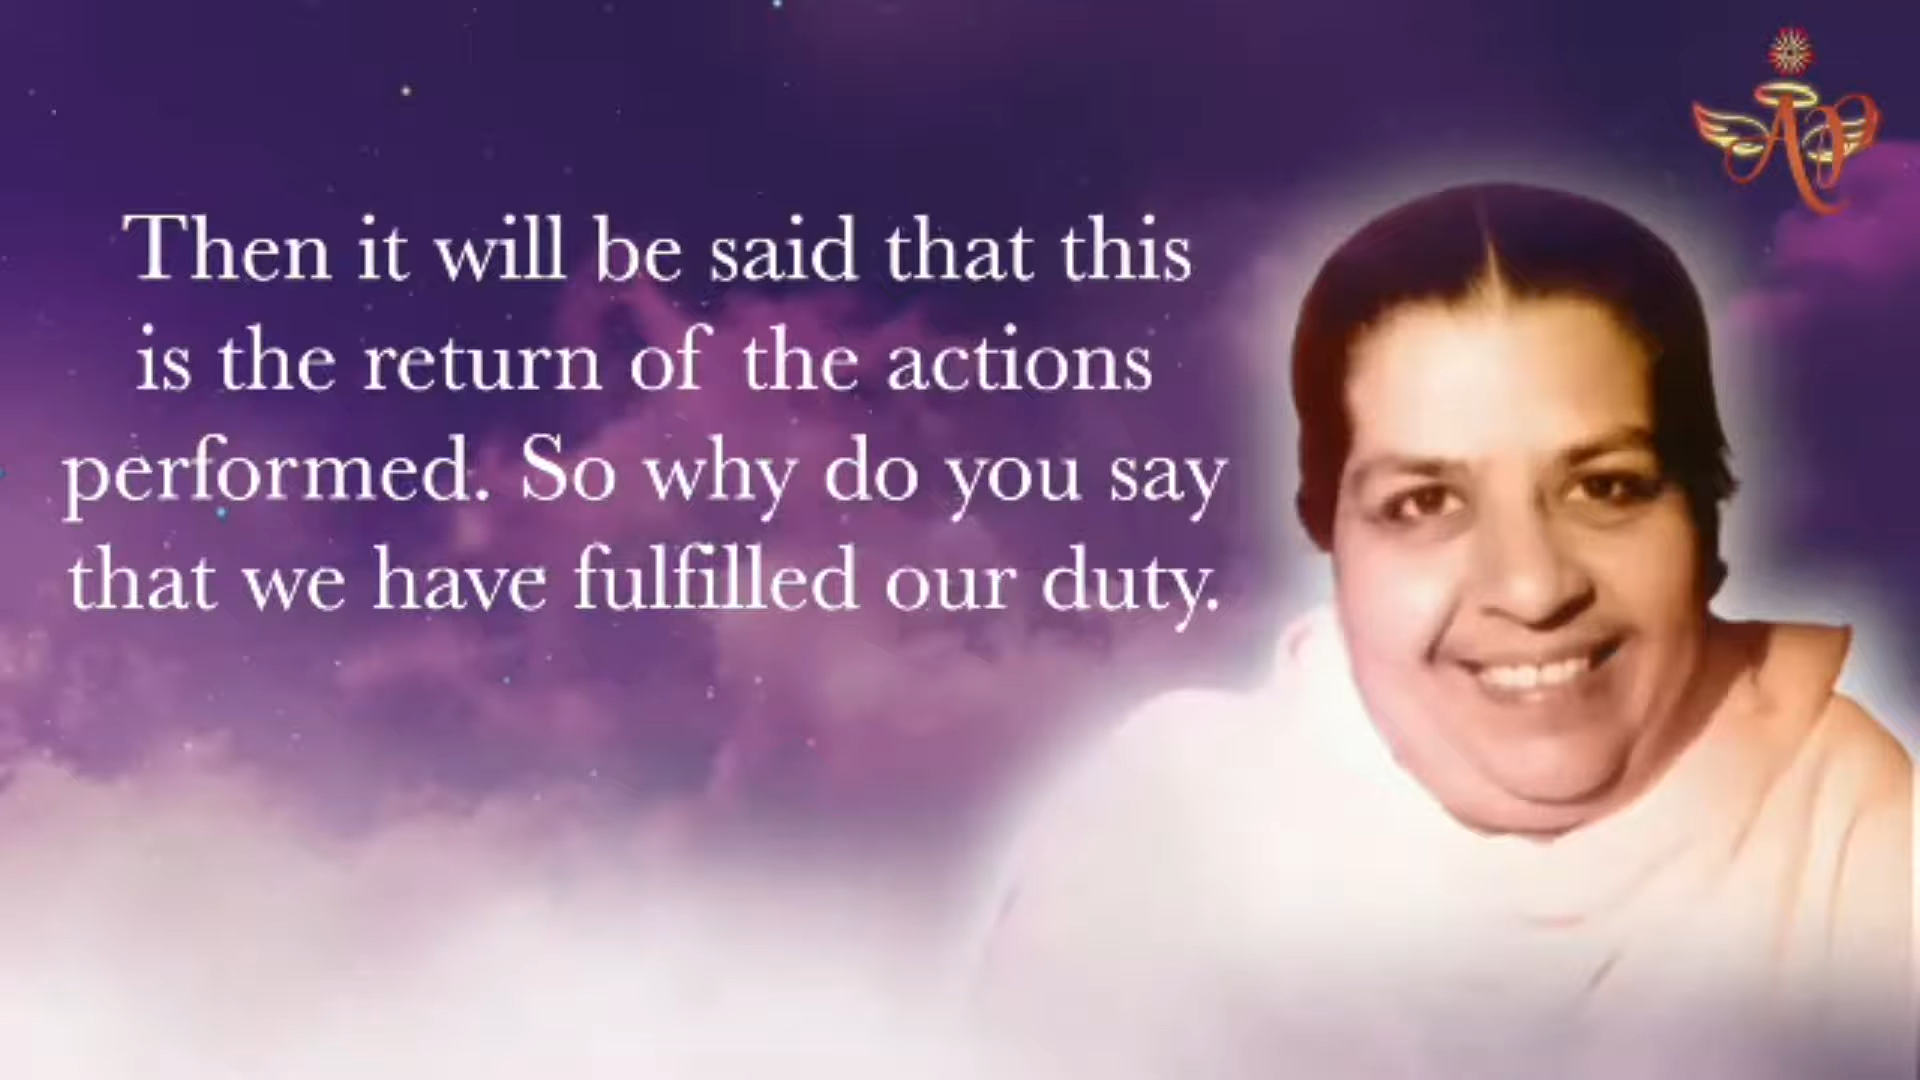 Then it will be said that this
is the return of the actions
performed. So why do you say
that we have fulfilled our duty.
AP